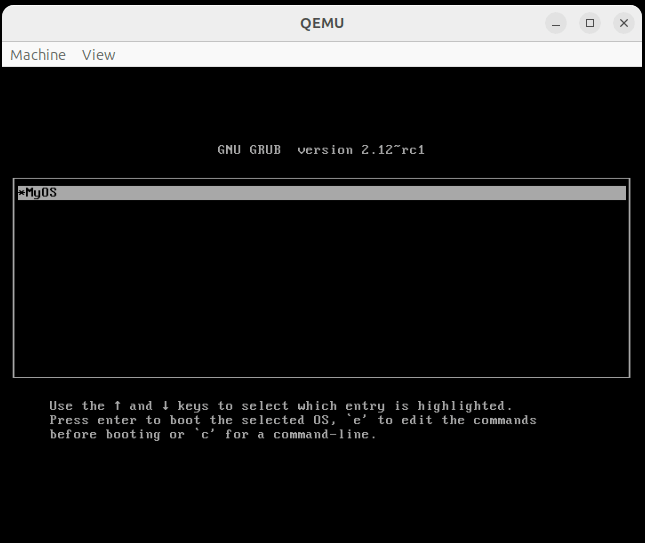 QEMU
Machine View
GNU GRUB  version 2.12~rc1
*MyOS
Use the ↑ and ↓ keys to select which entry is highlighted.
Press enter to boot the selected OS, `e' to edit the commands
before booting or `c' for a command-line.